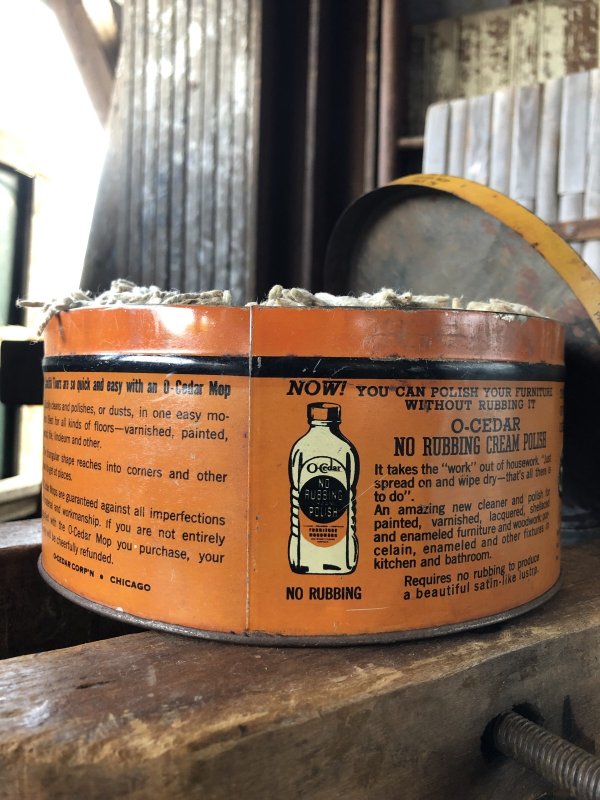 are so quick and easy with an O-Cedar Mop
cleans and polishes, or dusts, in one easy mo-
for all kinds of floors—varnished, painted,
linoleum and other.
shape reaches into corners and other
places.
are guaranteed against all imperfections
and workmanship. If you are not entirely
with the O-Cedar Mop you purchase, your
cheerfully refunded.
O-CEDAR CORP'N • CHICAGO
NOW! YOU CAN POLISH YOUR FURNITURE
WITHOUT RUBBING IT
O-CEDAR
NO RUBBING CREAM POLISH
It takes the "work" out of housework. "Just
spread on and wipe dry—that's all there is
to do".
An amazing new cleaner and polish for
painted, varnished, lacquered, shellaced
and enameled furniture and woodwork, on
celain, enameled and other fixtures in
kitchen and bathroom.
Requires no rubbing to produce
a beautiful satin-like lustre.
O-Cedar
NO
RUBBING
POLISH
FURNITURE
WOODWORK
NO RUBBING